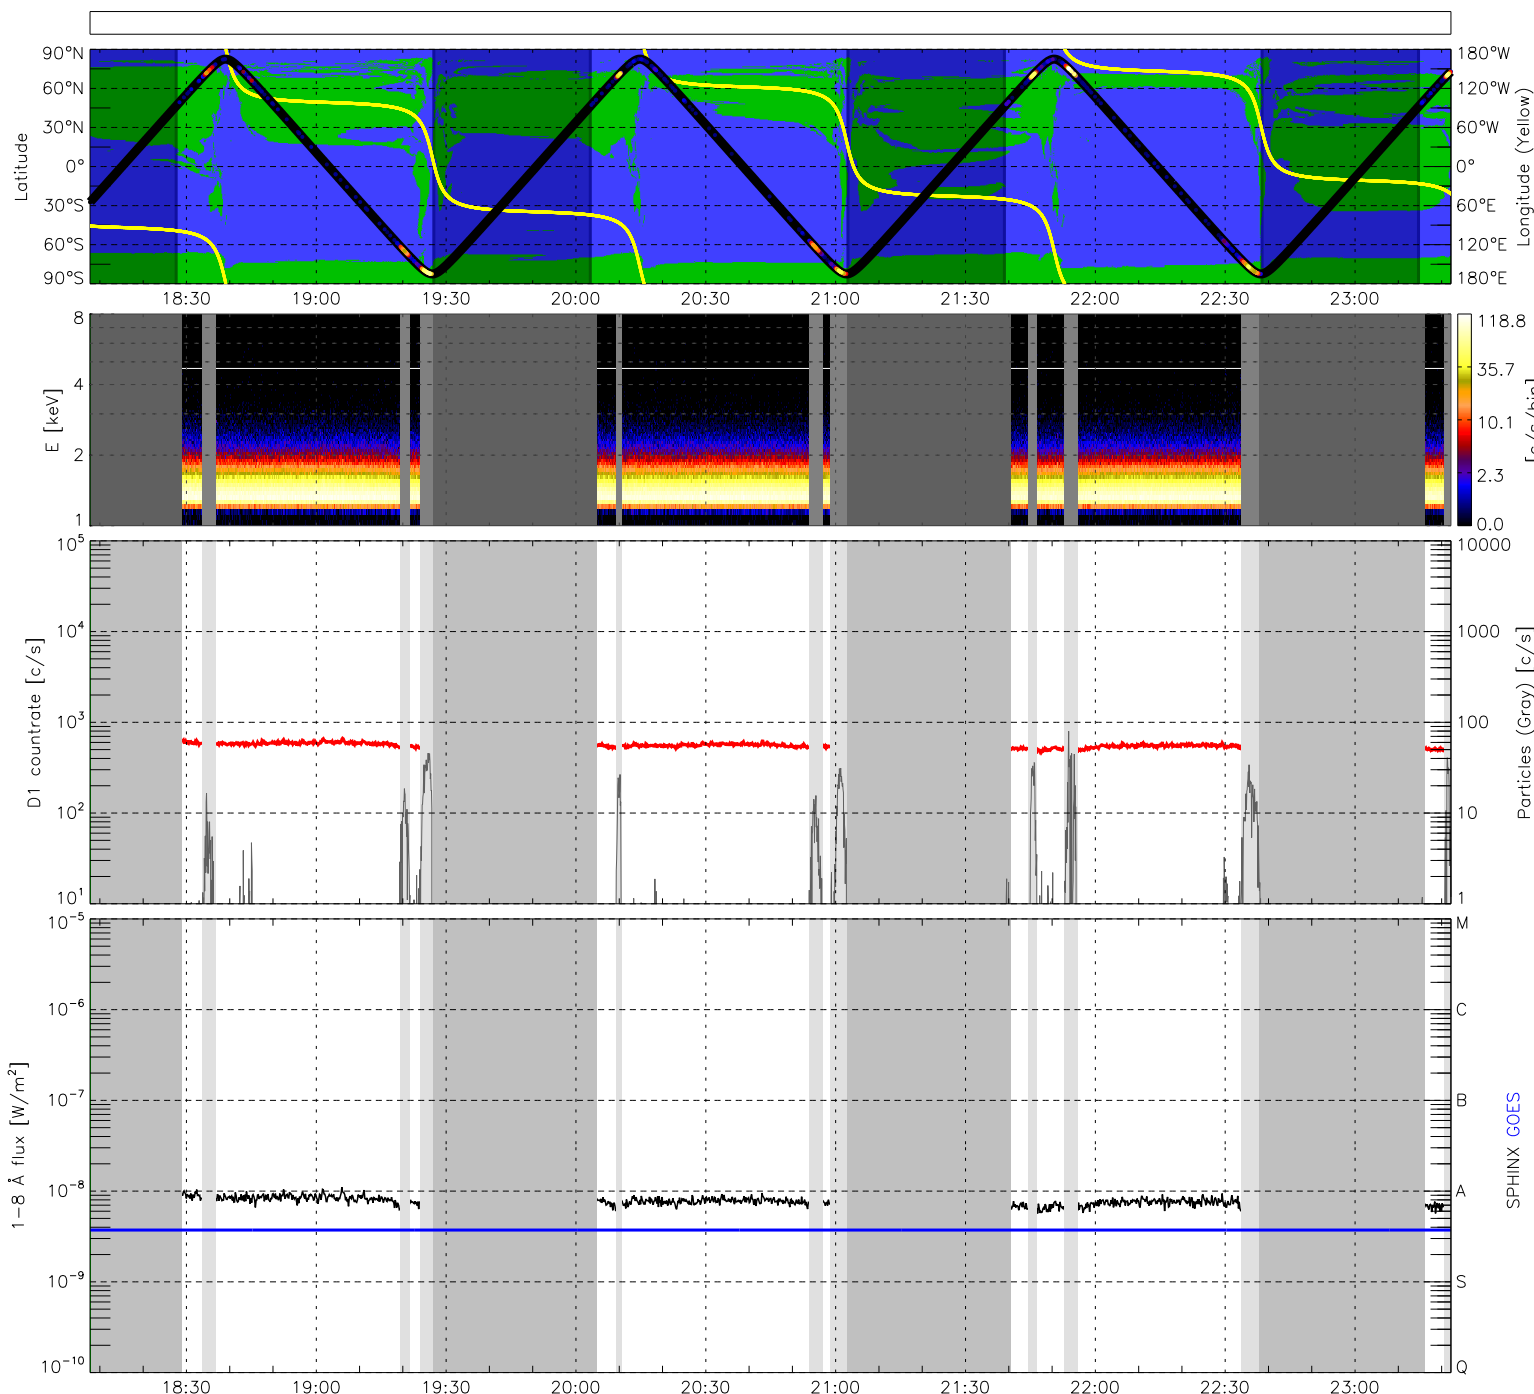 90°N
60°N
30°N
0°
30°S
60°S
90°S
Latitude
180°W
120°W
60°W
0°
60°E
120°E
180°E
Longitude (Yellow)
18:30 19:00 19:30 20:00 20:30 21:00 21:30 22:00 22:30 23:00
8
4
2
1
E [keV]
118.8
35.7
10.1
2.3
0.0
10⁵
10⁴
10³
10²
10¹
D1 countrate [c/s]
10000
1000
100
10
1
Particles (Gray) [c/s]
10⁻⁵
10⁻⁶
10⁻⁷
10⁻⁸
10⁻⁹
10⁻¹⁰
1−8 Å flux [W/m²]
M
C
B
A
S
Q
SPHINX GOES
18:30 19:00 19:30 20:00 20:30 21:00 21:30 22:00 22:30 23:00